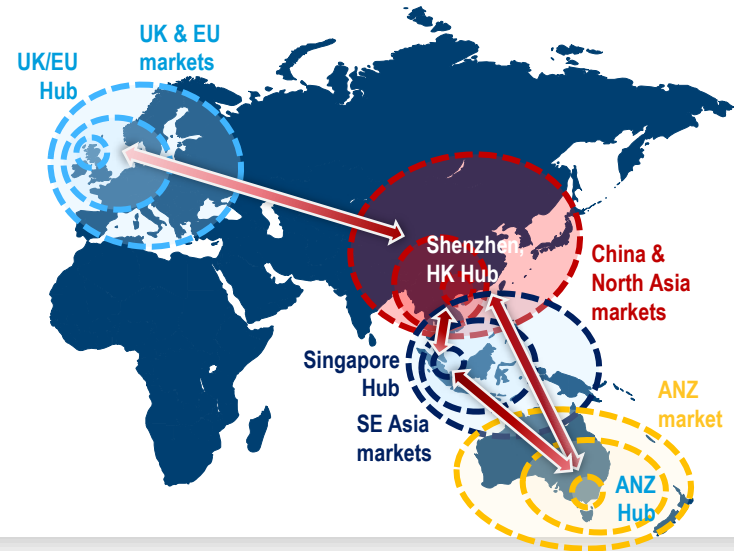 UK & EU
markets
UK/EU
Hub
Shenzhen,
HK Hub
China &
North Asia
markets
Singapore
Hub
SE Asia
markets
ANZ
market
ANZ
Hub